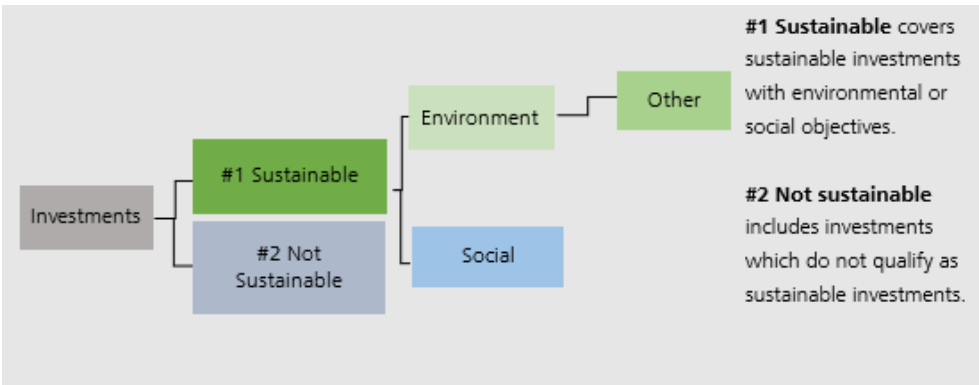 Investments
#1 Sustainable
#2 Not
Sustainable
Environment
Social
Other
#1 Sustainable covers
sustainable investments
with environmental or
social objectives.
#2 Not sustainable
includes investments
which do not qualify as
sustainable investments.